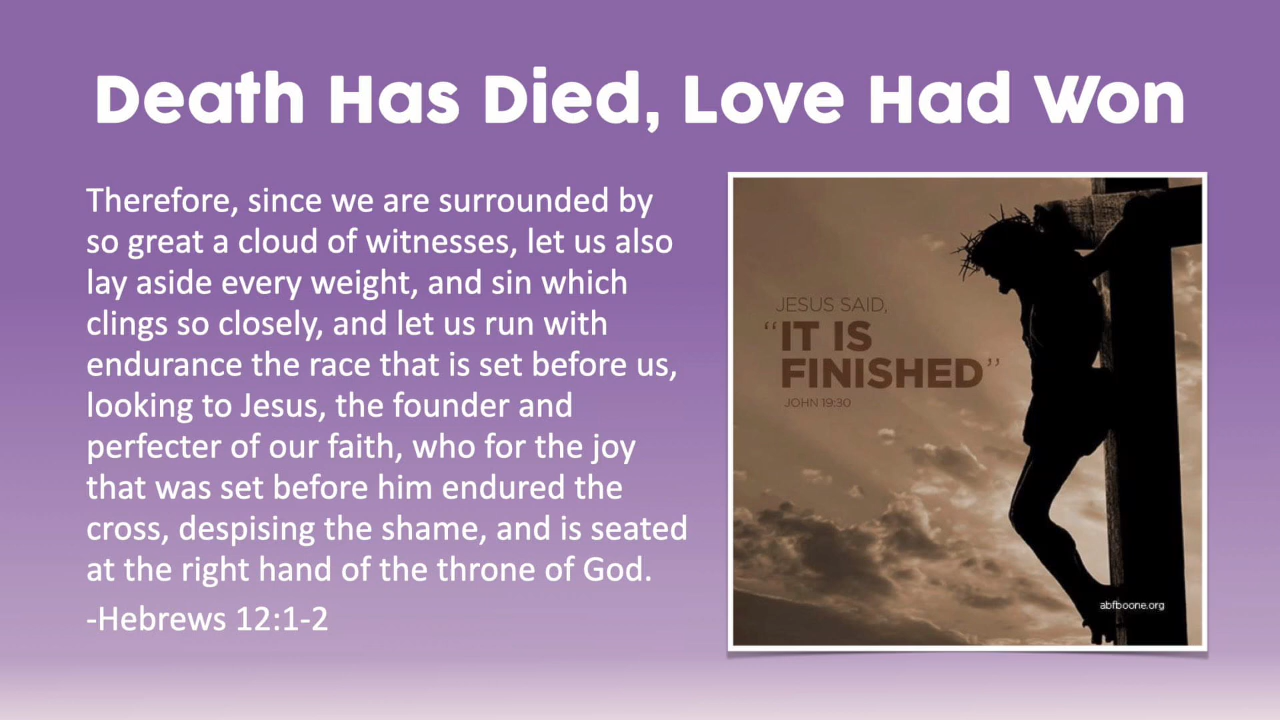 Death Has Died, Love Had Won
Therefore, since we are surrounded by
so great a cloud of witnesses, let us also
lay aside every weight, and sin which
clings so closely, and let us run with
endurance the race that is set before us,
looking to Jesus, the founder and
perfecter of our faith, who for the joy
that was set before him endured the
cross, despising the shame, and is seated
at the right hand of the throne of God.
-Hebrews 12:1-2
JESUS SAID,
“IT IS
FINISHED”
JOHN 19:30
abfboone.org